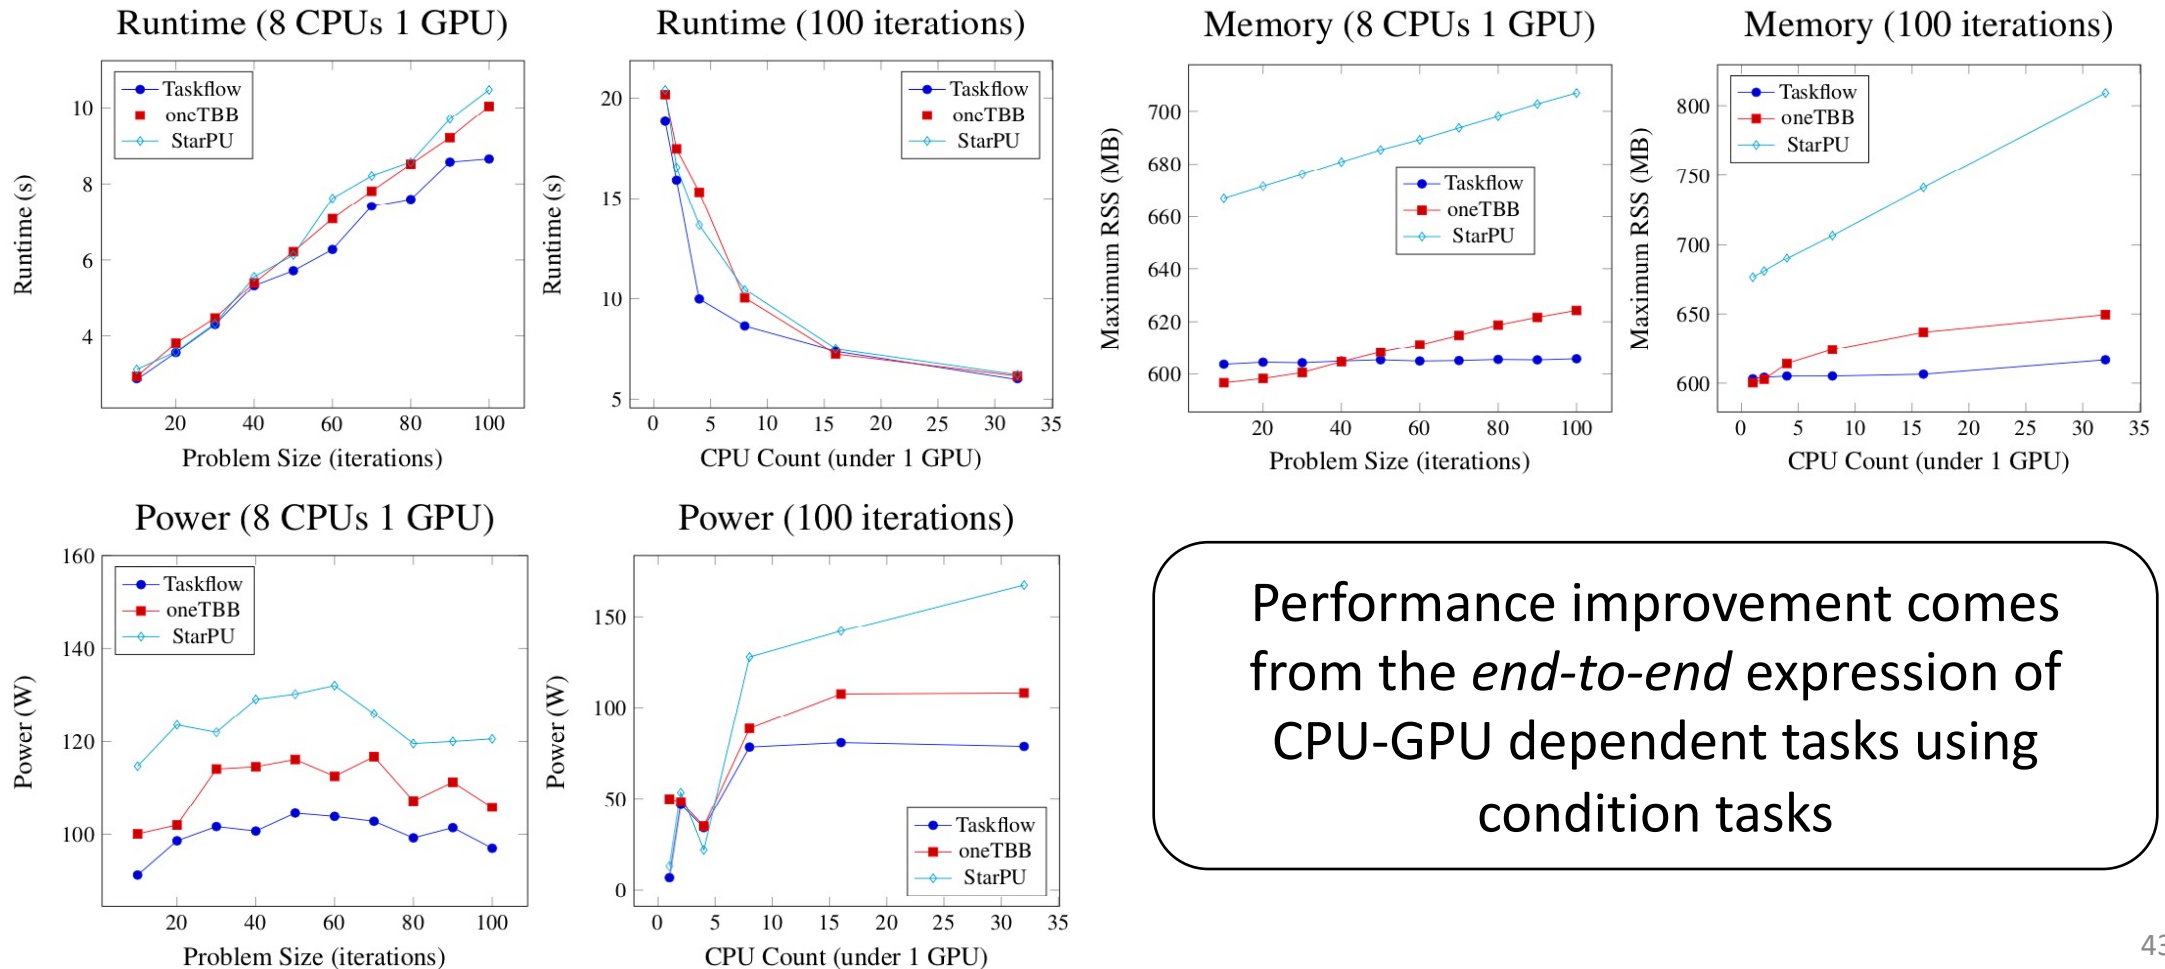 Runtime (8 CPUs 1 GPU)
10
8
6
4
Runtime (s)
Taskflow
oneTBB
StarPU
20 40 60 80 100
Problem Size (iterations)
Runtime (100 iterations)
20
15
10
5
Runtime (s)
Taskflow
oneTBB
StarPU
0 5 10 15 20 25 30 35
CPU Count (under 1 GPU)
Memory (8 CPUs 1 GPU)
700
680
660
640
620
600
Maximum RSS (MB)
Taskflow
oneTBB
StarPU
20 40 60 80 100
Problem Size (iterations)
Memory (100 iterations)
800
750
700
650
600
Maximum RSS (MB)
Taskflow
oneTBB
StarPU
0 5 10 15 20 25 30 35
CPU Count (under 1 GPU)
Power (8 CPUs 1 GPU)
160
140
120
100
Power (W)
Taskflow
oneTBB
StarPU
20 40 60 80 100
Problem Size (iterations)
Power (100 iterations)
150
100
50
0
Power (W)
Taskflow
oneTBB
StarPU
0 5 10 15 20 25 30 35
CPU Count (under 1 GPU)
Performance improvement comes
from the end-to-end expression of
CPU-GPU dependent tasks using
condition tasks
43